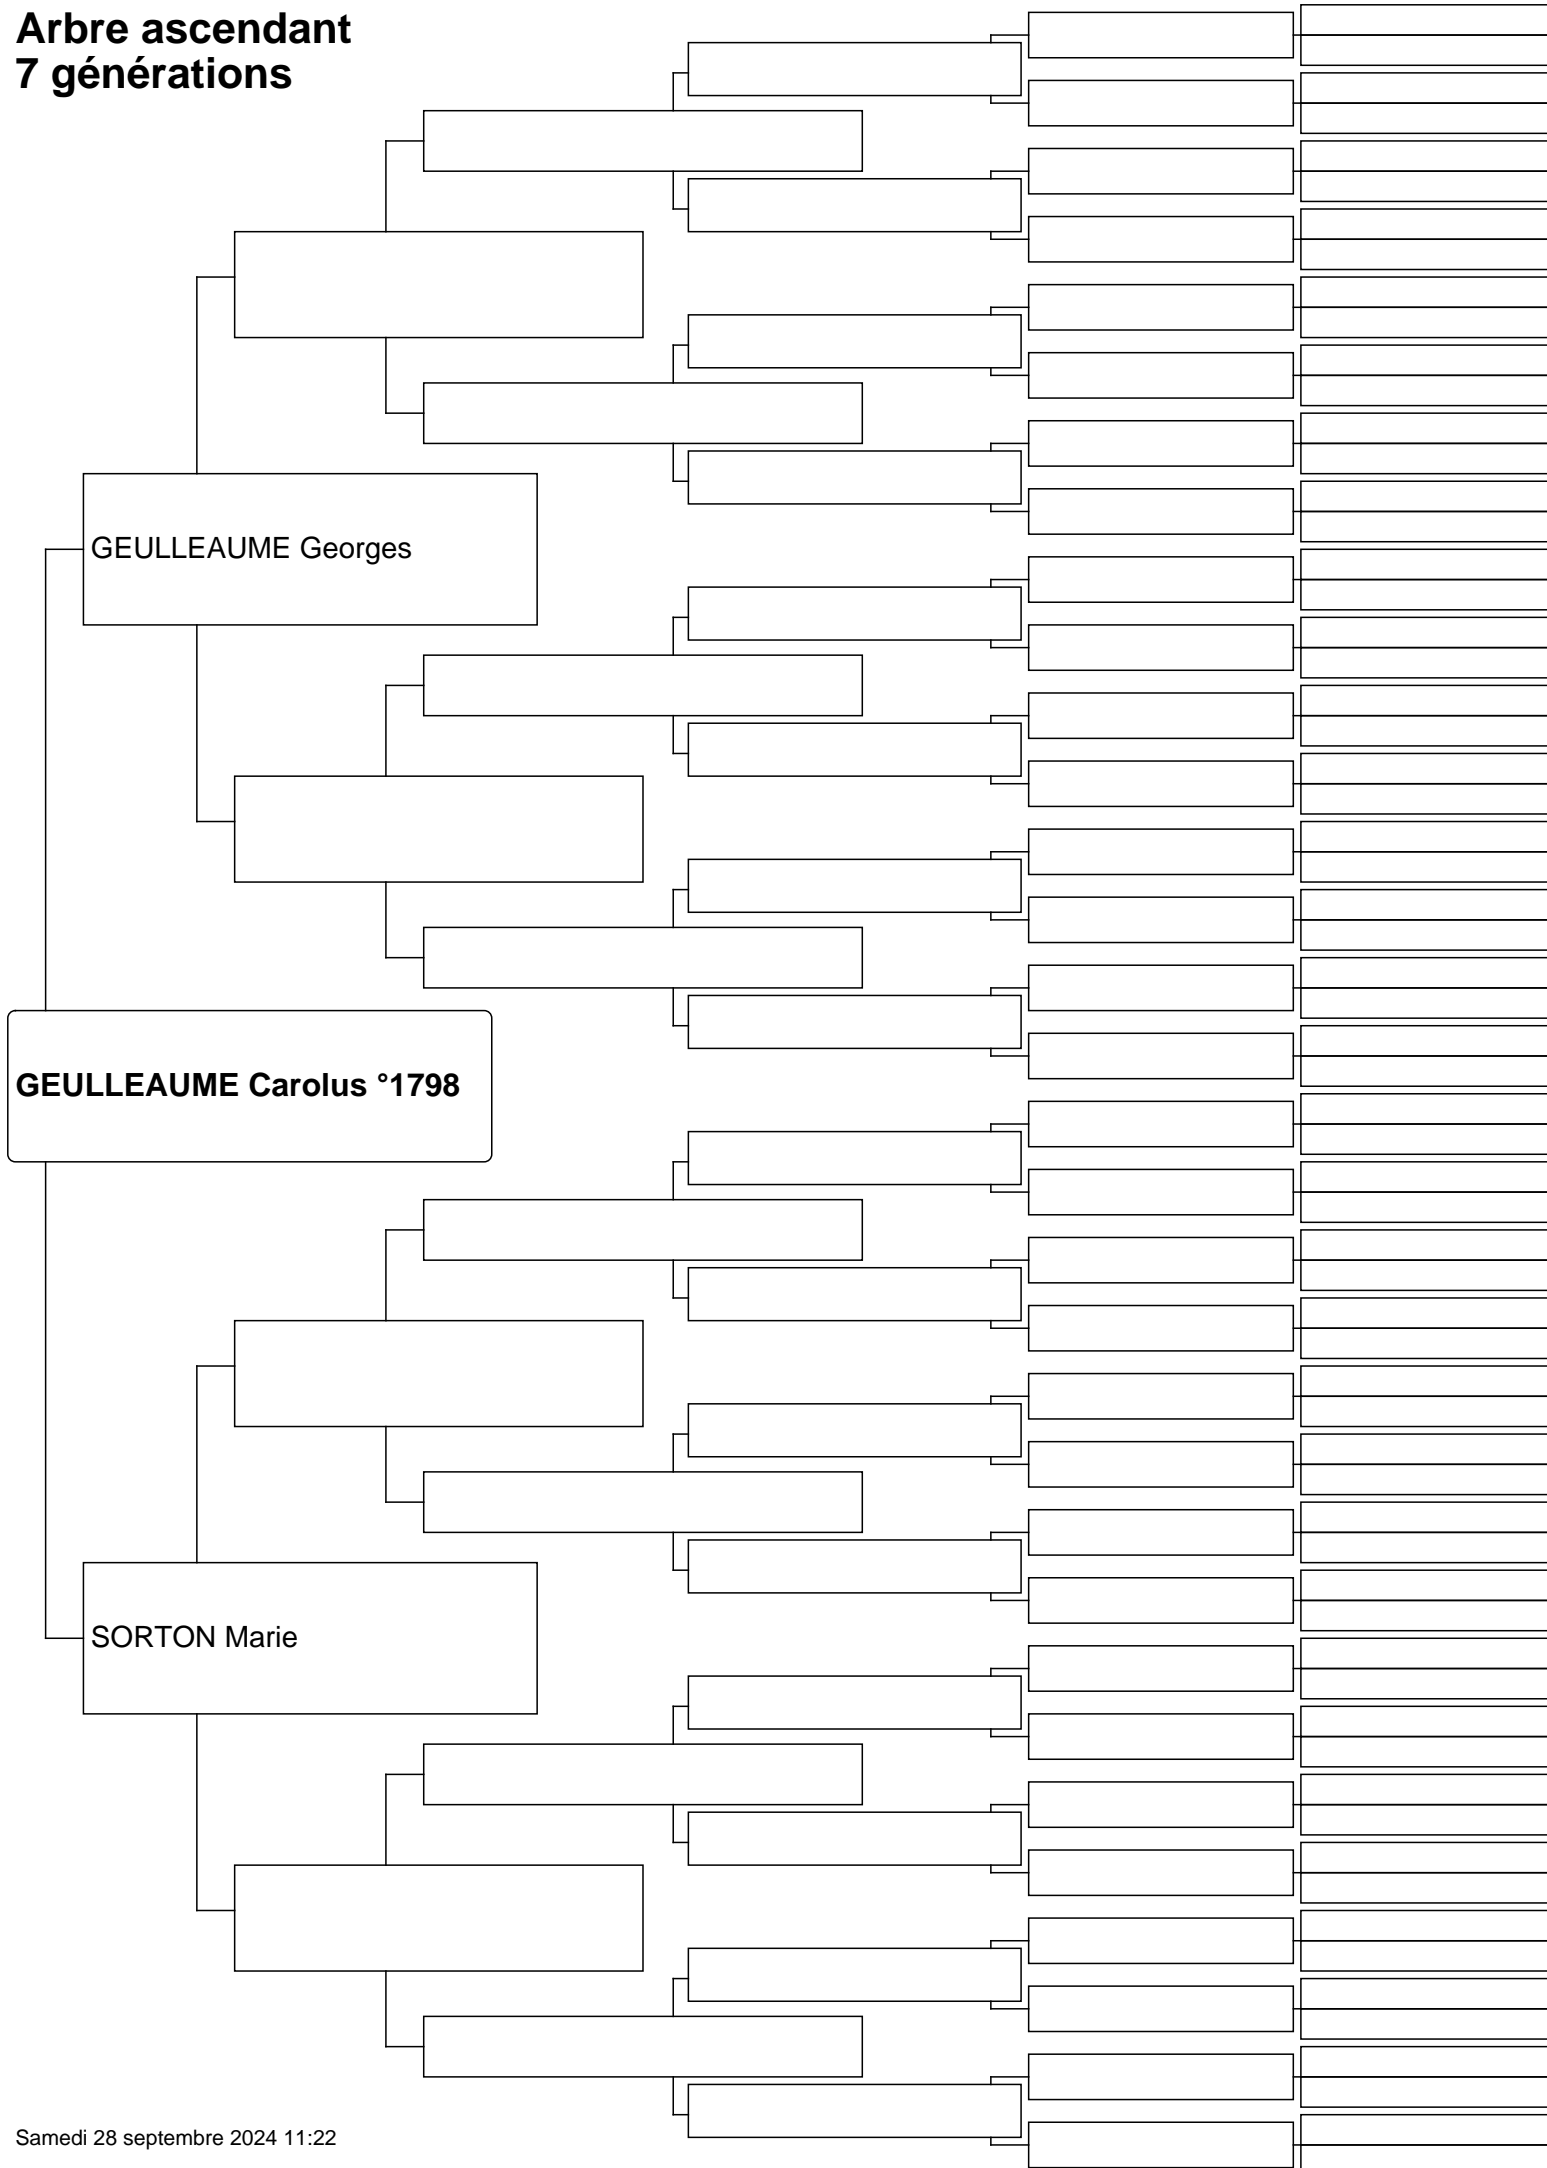 Arbre ascendant
7 générations
GEULLEAUME Georges
GEULLEAUME Carolus °1798
SORTON Marie
Samedi 28 septembre 2024 11:22